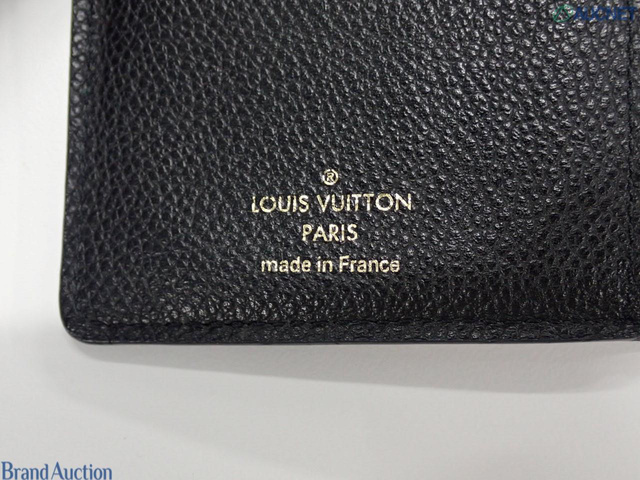 ®
LOUIS VUITTON
PARIS
made in France
Brand Auction